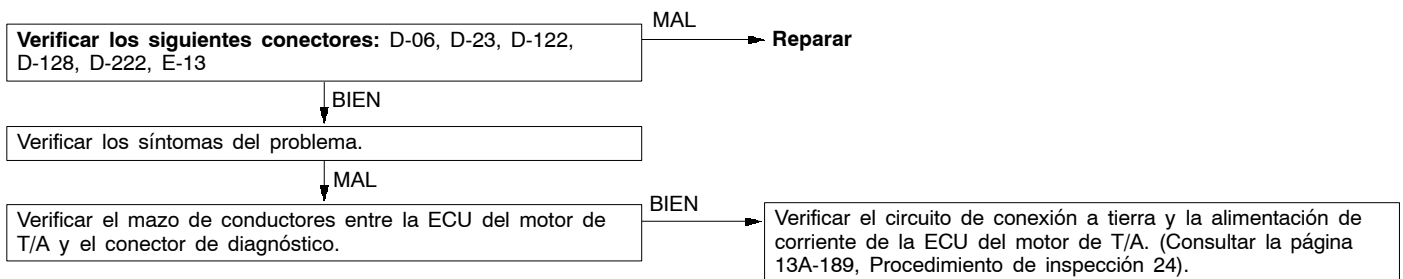 Verificar los siguientes conectores: D-06, D-23, D-122,
D-128, D-222, E-13
MAL
Reparar
BIEN
Verificar los síntomas del problema.
MAL
Verificar el mazo de conductores entre la ECU del motor de
T/A y el conector de diagnóstico.
BIEN
Verificar el circuito de conexión a tierra y la alimentación de
corriente de la ECU del motor de T/A. (Consultar la página
13A-189, Procedimiento de inspección 24).